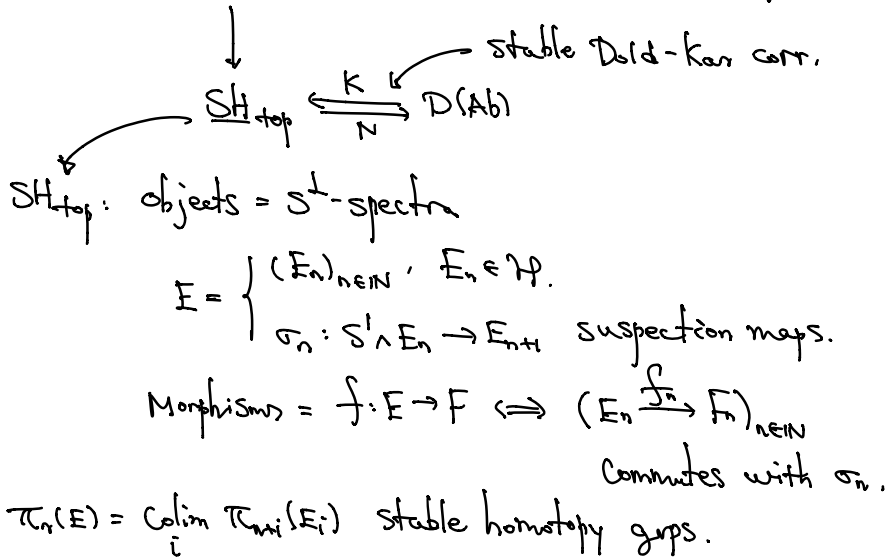 stable Dold-Kan corr.
SH_top ⇄ D(Ab)
K
N
SH_top : objects = S^1-spectra
E = { (E_n)_{n∈ℕ}, E_n ∈
σ_n : S^1 ∧ E_n → E_{n+1} suspection maps.
Morphisms = f : E → F ⇔ (E_n \xrightarrow{f_n} F_n)_{n∈ℕ}
Commutes with σ_n.
π_n(E) = colim_i π_{n+i}(E_i) stable homotopy grps.